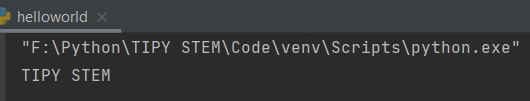 helloworld ×
"F:\Python\TIPY STEM\Code\venv\Scripts\python.exe"
TIPY STEM